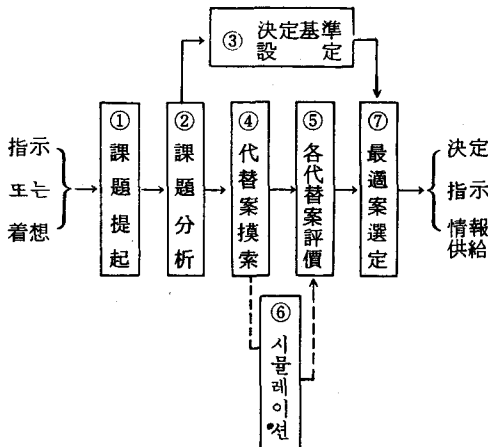 ③ 決定基準
設定
指示
또는
着想
① 課題提起
② 課題分析
④ 代替案摸索
⑤ 各代替案評價
⑥ 시뮬레이션
⑦ 最適案選定
決定
指示
情報
供給